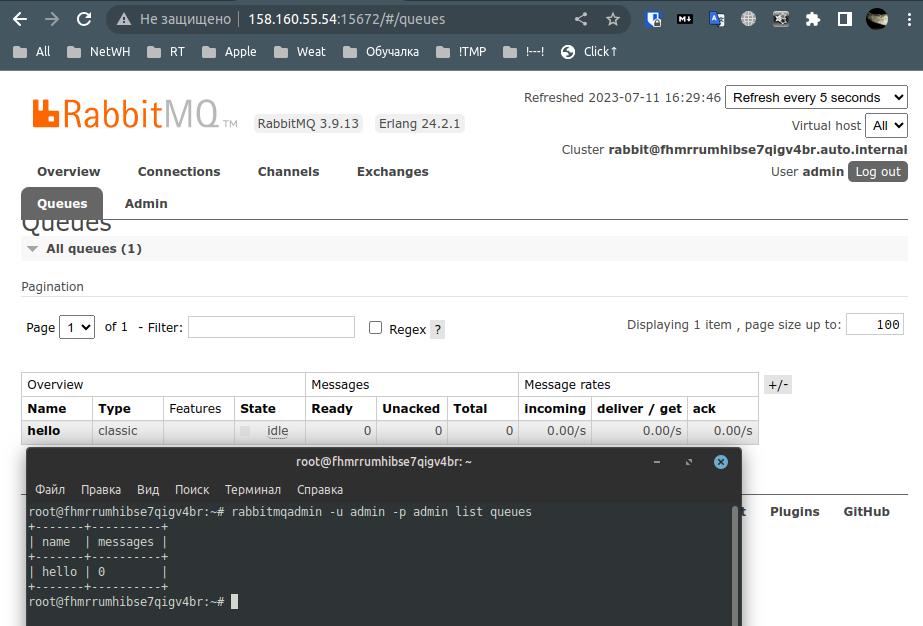 Не защищено 158.160.55.54:15672/#/queues
All NetWH RT Apple Weat Обучалка !TMP !---! Click↑
Refreshed 2023-07-11 16:29:46 Refresh every 5 seconds
RabbitMQ TM RabbitMQ 3.9.13 Erlang 24.2.1
Virtual host All
Cluster rabbit@fhmrrumhibse7qigv4br.auto.internal
User admin Log out
Overview Connections Channels Exchanges
Queues Admin
Queues
All queues (1)
Pagination
Page 1 of 1 - Filter: Regex ? Displaying 1 item , page size up to: 100
Overview Messages Message rates +/-
Name Type Features State Ready Unacked Total incoming deliver / get ack
hello classic idle 0 0 0 0.00/s 0.00/s 0.00/s
root@fhmrrumhibse7qigv4br: ~
Файл Правка Вид Поиск Терминал Справка
root@fhmrrumhibse7qigv4br:~# rabbitmqadmin -u admin -p admin list queues
+-------+----------+
| name  | messages |
+-------+----------+
| hello | 0        |
+-------+----------+
root@fhmrrumhibse7qigv4br:~#
Plugins GitHub